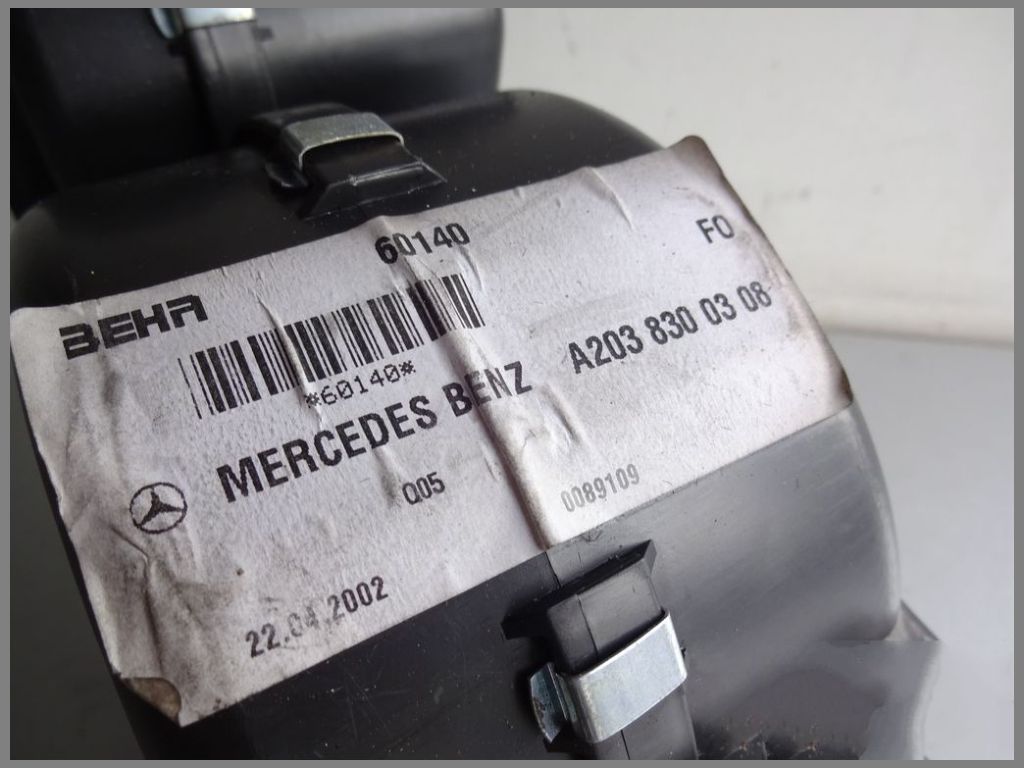 60140
FO
BEHR
*60140*
MERCEDES BENZ
A203 830 03 08
Q05
0089109
22.04.2002